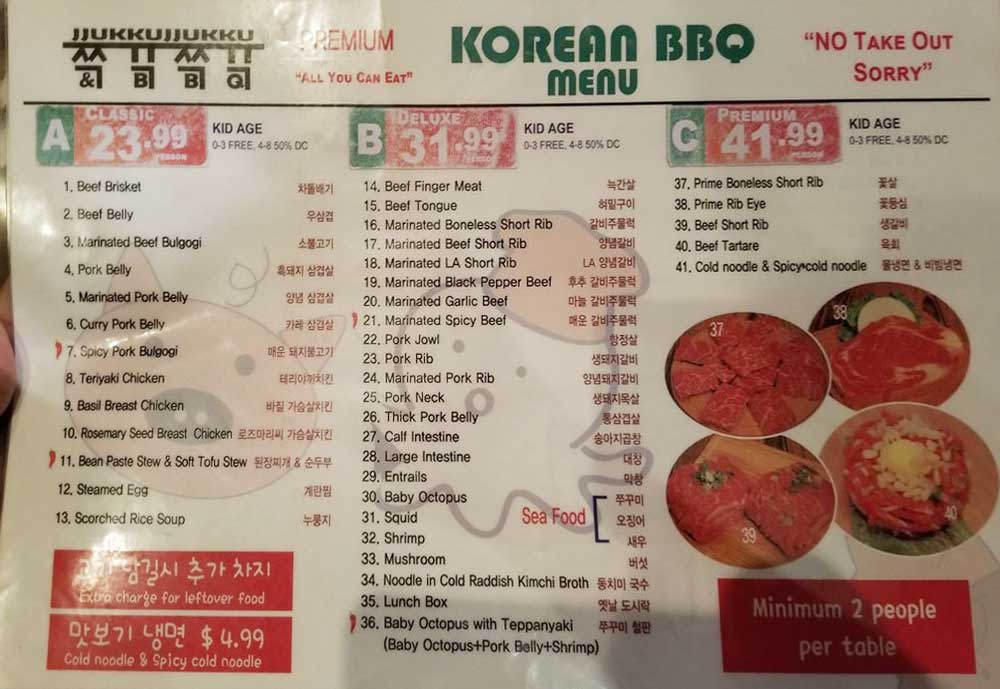 JJUKKUJJUKKU
쭊 뀨 쭊 뀨
& B B Q
PREMIUM
"ALL YOU CAN EAT"
KOREAN BBQ
MENU
"NO TAKE OUT
SORRY"
A CLASSIC
23.99
PERSON
KID AGE
0-3 FREE, 4-8 50% DC
1. Beef Brisket 차돌배기
2. Beef Belly 우삼겹
3. Marinated Beef Bulgogi 소불고기
4. Pork Belly 흑돼지 삼겹살
5. Marinated Pork Belly 양념 삼겹살
6. Curry Pork Belly 카레 삼겹살
7. Spicy Pork Bulgogi 매운 돼지불고기
8. Teriyaki Chicken 테리야끼치킨
9. Basil Breast Chicken 바질 가슴살치킨
10. Rosemary Seed Breast Chicken 로즈마리씨 가슴살치킨
11. Bean Paste Stew & Soft Tofu Stew 된장찌개 & 순두부
12. Steamed Egg 계란찜
13. Scorched Rice Soup 누룽지
남길시 추가 차지
Extra charge for leftover food
맛보기 냉면 $ 4.99
Cold noodle & Spicy cold noodle
B DELUXE
31.99
PERSON
KID AGE
0-3 FREE, 4-8 50% DC
14. Beef Finger Meat 늑간살
15. Beef Tongue 혀밑구이
16. Marinated Boneless Short Rib 갈비주물럭
17. Marinated Beef Short Rib 양념갈비
18. Marinated LA Short Rib LA 양념갈비
19. Marinated Black Pepper Beef 후추 갈비주물럭
20. Marinated Garlic Beef 마늘 갈비주물럭
21. Marinated Spicy Beef 매운 갈비주물럭
22. Pork Jowl 항정살
23. Pork Rib 생돼지갈비
24. Marinated Pork Rib 양념돼지갈비
25. Pork Neck 생돼지목살
26. Thick Pork Belly 통삼겹살
27. Calf Intestine 송아지곱창
28. Large Intestine 대창
29. Entrails 막창
30. Baby Octopus 쭈꾸미
31. Squid Sea Food 오징어
32. Shrimp 새우
33. Mushroom 버섯
34. Noodle in Cold Raddish Kimchi Broth 동치미 국수
35. Lunch Box 옛날 도시락
36. Baby Octopus with Teppanyaki 쭈꾸미 철판
(Baby Octopus+Pork Belly+Shrimp)
C PREMIUM
41.99
PERSON
KID AGE
0-3 FREE, 4-8 50% DC
37. Prime Boneless Short Rib 꽃살
38. Prime Rib Eye 꽃등심
39. Beef Short Rib 생갈비
40. Beef Tartare 육회
41. Cold noodle & Spicy•cold noodle 물냉면 & 비빔냉면
37
38
39
40
Minimum 2 people
per table